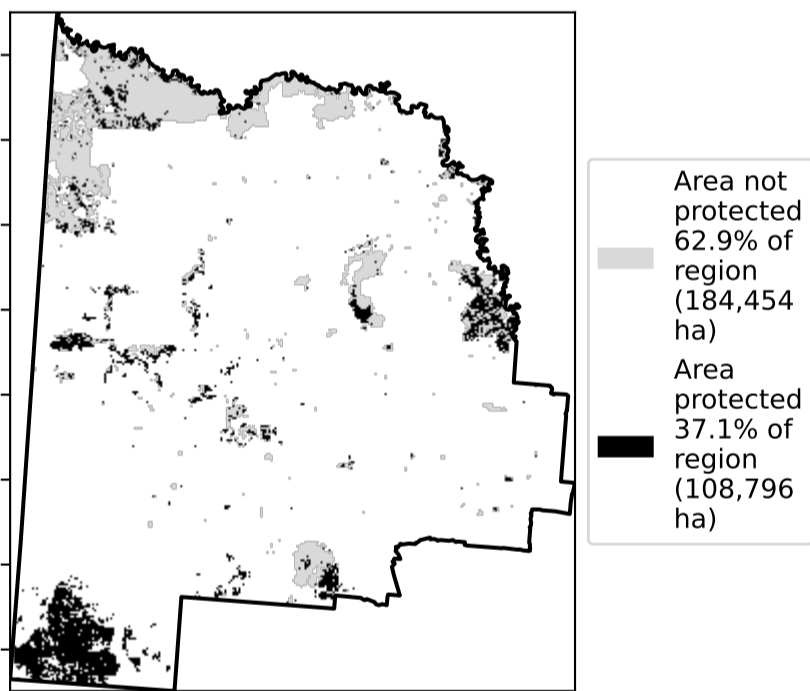 Area not
protected
62.9% of
region
(184,454
ha)
Area
protected
37.1% of
region
(108,796
ha)